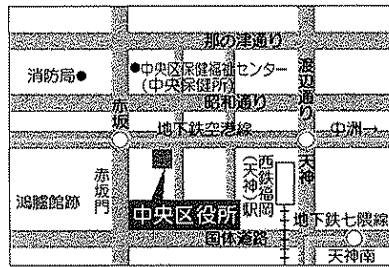 那の津通り
消防局
中央区保健福祉センター
(中央保健所)
昭和通り
渡辺通り
赤坂
地下鉄空港線
中洲→
天神
赤坂門
鴻臚館跡
中央区役所
西鉄福岡
(天神)駅
地下鉄七隈線
国体道路
天神南